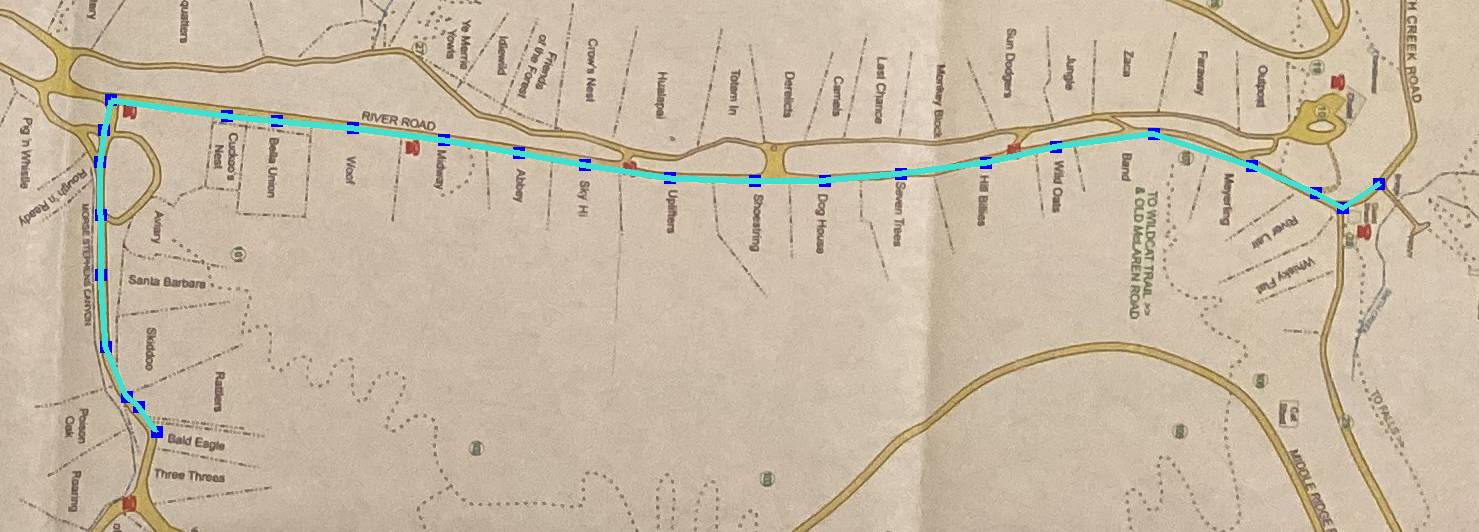 Ye Merrie
Yowls
Idlewild
Friends
of the Forest
Crow's Nest
Hualapai
Totem In
Derelicts
Camels
Last Chance
Monkey Block
Sun Dodgers
Jungle
Zaca
Faraway
Outpost
27
19
10
RIVER ROAD
Pig 'n Whistle
Rough 'n Ready
Cuckoo's
Nest
Bella Union
Woof
Midway
Abbey
Sky Hi
Uplifters
Shoestring
Dog House
Seven Trees
Hill Billies
Wild Oats
Band
Meyerling
River Lair
Whisky Flat
TO WILDCAT TRAIL >>
& OLD McLAREN ROAD
MORSE STEPHENS CANYON
Aviary
Santa Barbara
Skiddoo
Rattlers
Poison
Oak
Bald Eagle
Three Threes
Roaring
TO FALLS >>
MIDDLE RIDGE R
H CREEK ROAD